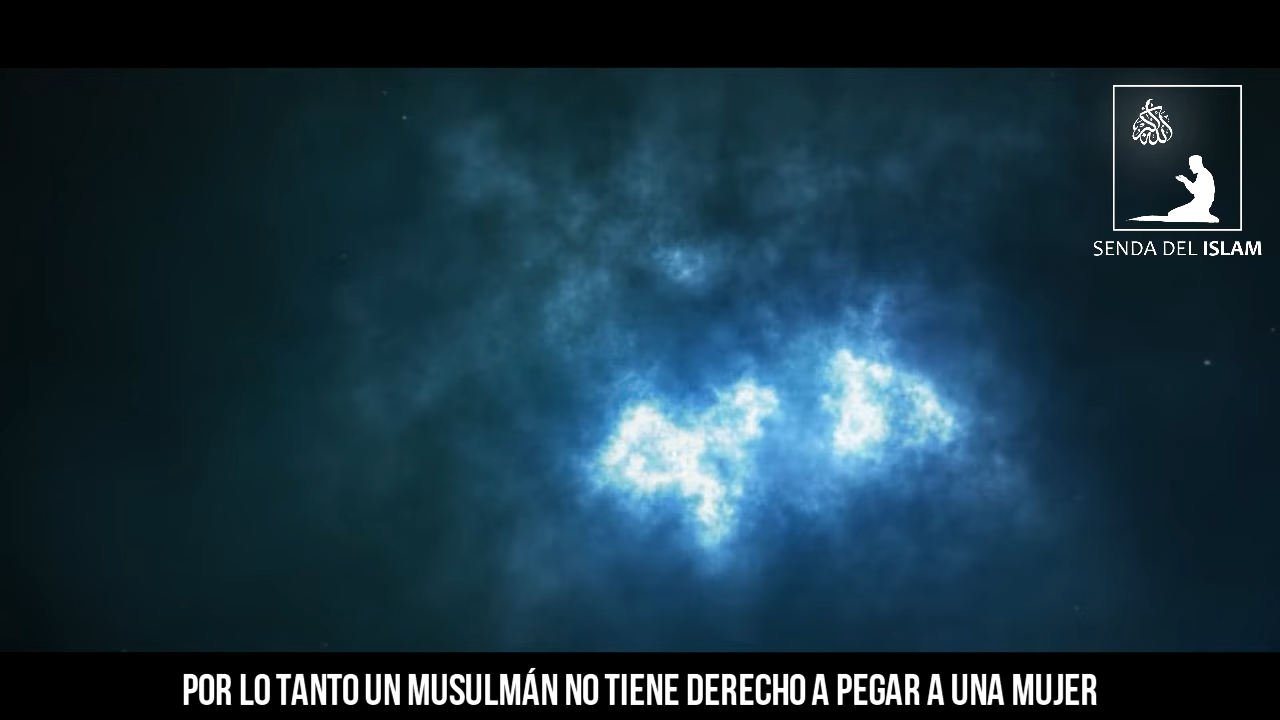 SENDA DEL ISLAM
POR LO TANTO UN MUSULMÁN NO TIENE DERECHO A PEGAR A UNA MUJER